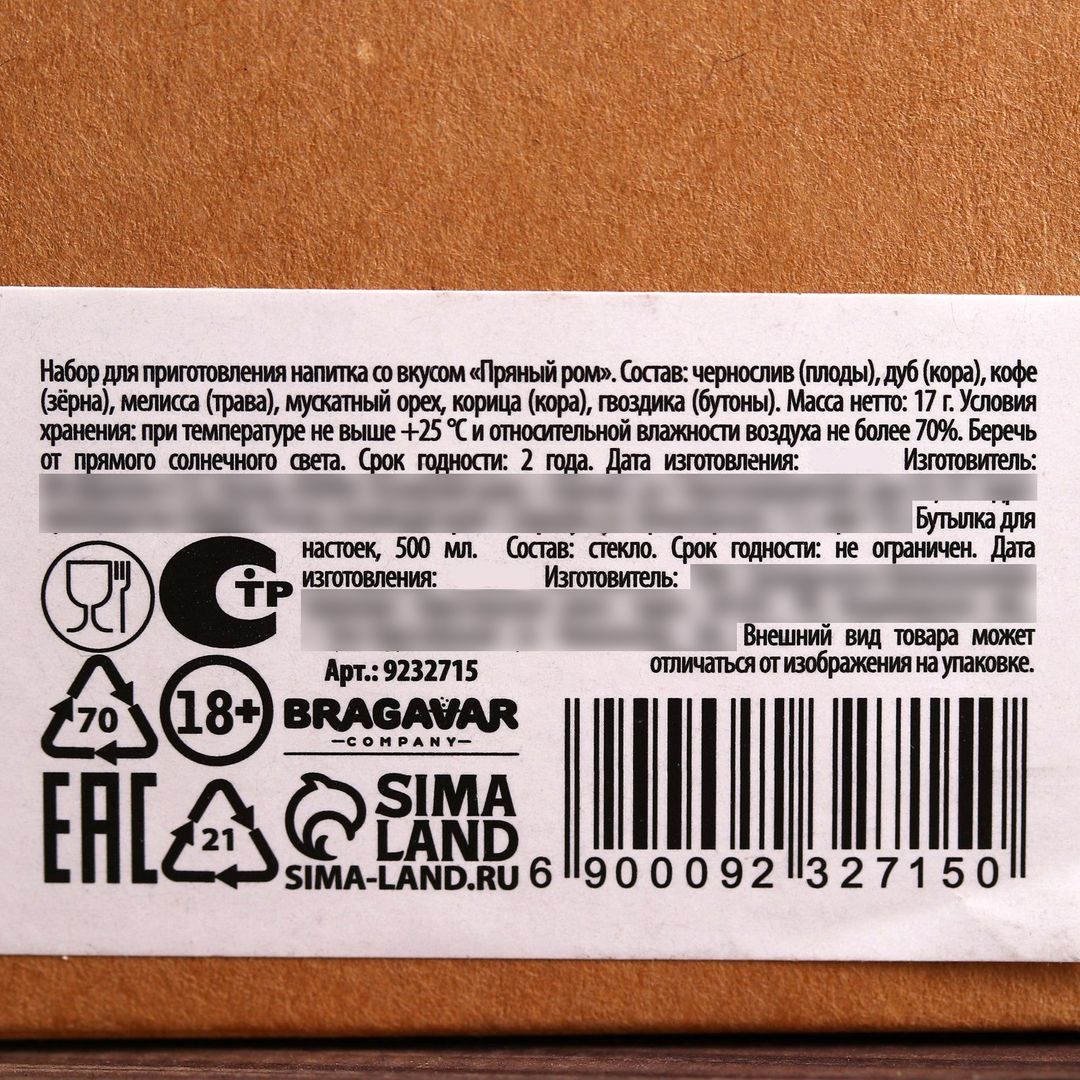 Набор для приготовления напитка со вкусом «Пряный ром». Состав: чернослив (плоды), дуб (кора), кофе
(зёрна), мелисса (трава), мускатный орех, корица (кора), гвоздика (бутоны). Масса нетто: 17 г. Условия
хранения: при температуре не выше +25 °C и относительной влажности воздуха не более 70%. Беречь
от прямого солнечного света. Срок годности: 2 года. Дата изготовления: Изготовитель:
Бутылка для
настоек, 500 мл. Состав: стекло. Срок годности: не ограничен. Дата
изготовления: Изготовитель:
Внешний вид товара может
отличаться от изображения на упаковке.
СТР
Арт.: 9232715
70
18+
BRAGAVAR
COMPANY
EAC
21
SIMA
LAND
SIMA-LAND.RU
6 900092 327150